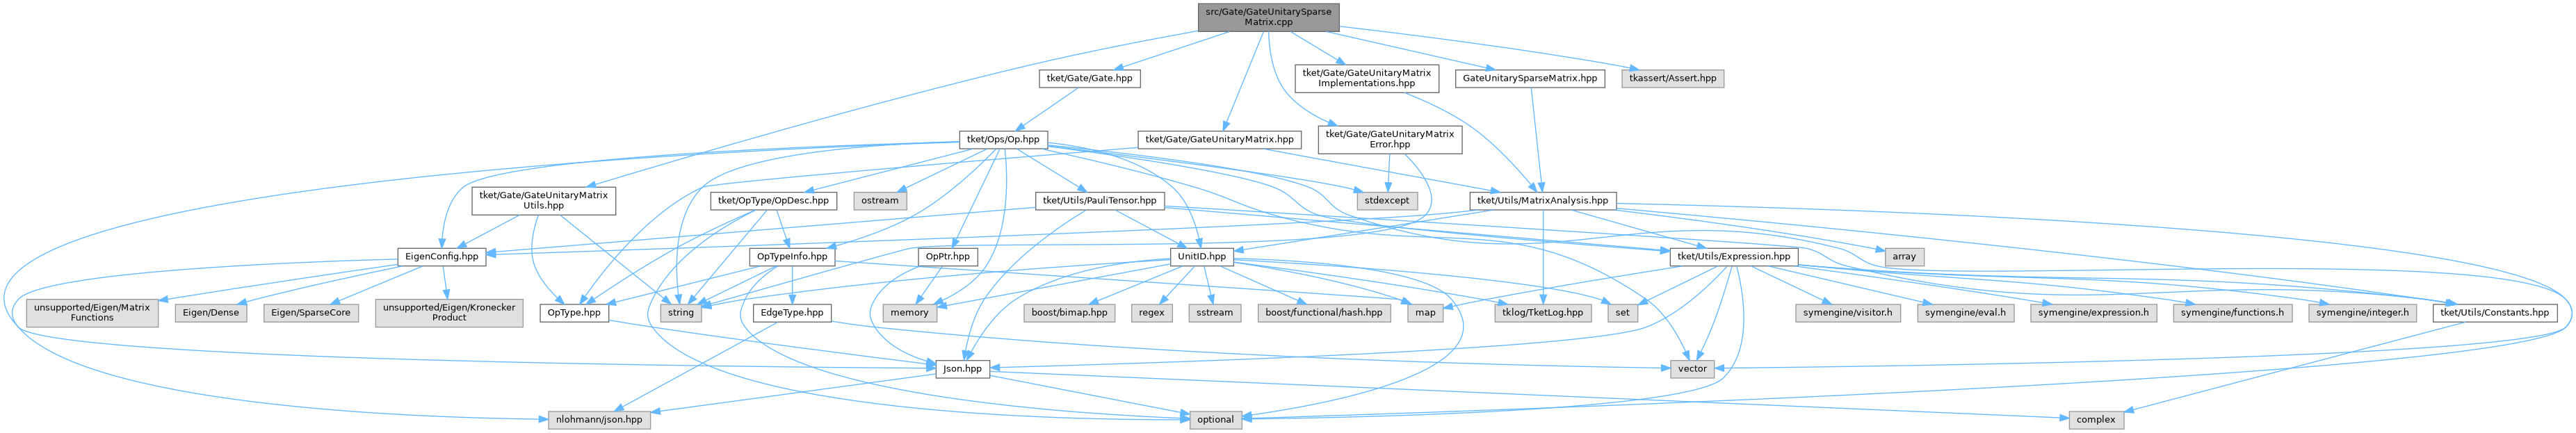 src/Gate/GateUnitarySparse
Matrix.cpp
tket/Gate/Gate.hpp
tket/Gate/GateUnitaryMatrix
Implementations.hpp
GateUnitarySparseMatrix.hpp
tkassert/Assert.hpp
tket/Ops/Op.hpp
tket/Gate/GateUnitaryMatrix.hpp
tket/Gate/GateUnitaryMatrix
Error.hpp
tket/Gate/GateUnitaryMatrix
Utils.hpp
tket/OpType/OpDesc.hpp
ostream
tket/Utils/PauliTensor.hpp
stdexcept
tket/Utils/MatrixAnalysis.hpp
EigenConfig.hpp
OpTypeInfo.hpp
OpPtr.hpp
UnitID.hpp
tket/Utils/Expression.hpp
array
unsupported/Eigen/Matrix
Functions
Eigen/Dense
Eigen/SparseCore
unsupported/Eigen/Kronecker
Product
OpType.hpp
string
EdgeType.hpp
memory
boost/bimap.hpp
regex
sstream
boost/functional/hash.hpp
map
tklog/TketLog.hpp
set
symengine/visitor.h
symengine/eval.h
symengine/expression.h
symengine/functions.h
symengine/integer.h
tket/Utils/Constants.hpp
Json.hpp
vector
nlohmann/json.hpp
optional
complex